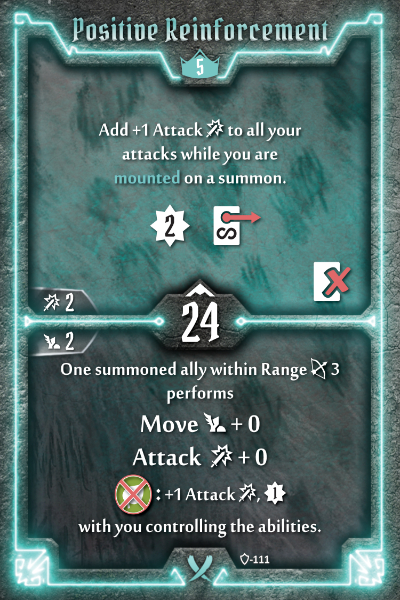 Positive Reinforcement
5
Add +1 Attack to all your
attacks while you are
mounted on a summon.
2
2
24
2
One summoned ally within Range 3
performs
Move + 0
Attack + 0
: +1 Attack , 1
with you controlling the abilities.
-111